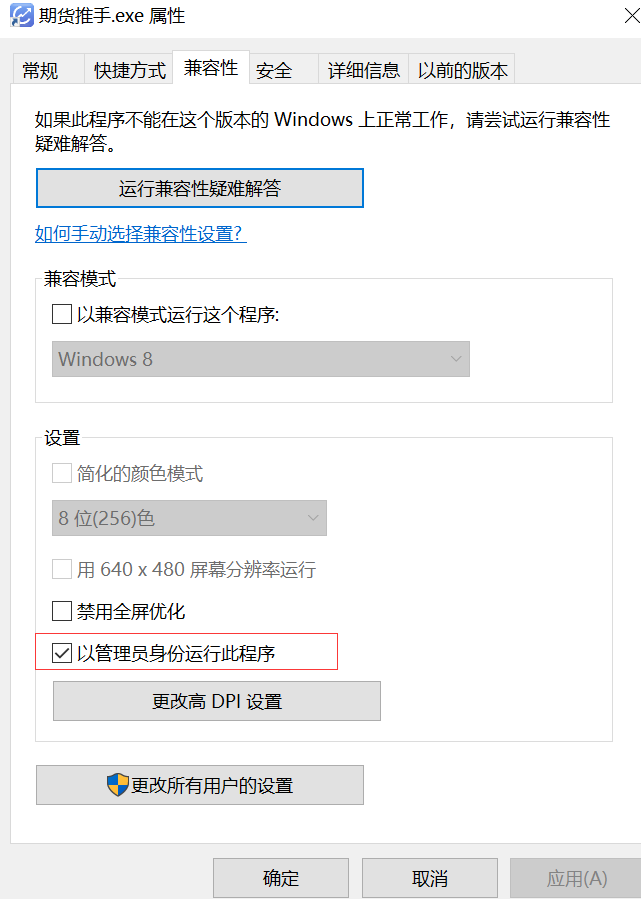 期货推手.exe 属性
常规 快捷方式 兼容性 安全 详细信息 以前的版本
如果此程序不能在这个版本的 Windows 上正常工作，请尝试运行兼容性
疑难解答。
运行兼容性疑难解答
如何手动选择兼容性设置?
兼容模式
以兼容模式运行这个程序:
Windows 8
设置
简化的颜色模式
8 位(256)色
用 640 x 480 屏幕分辨率运行
禁用全屏优化
以管理员身份运行此程序
更改高 DPI 设置
更改所有用户的设置
确定 取消 应用(A)